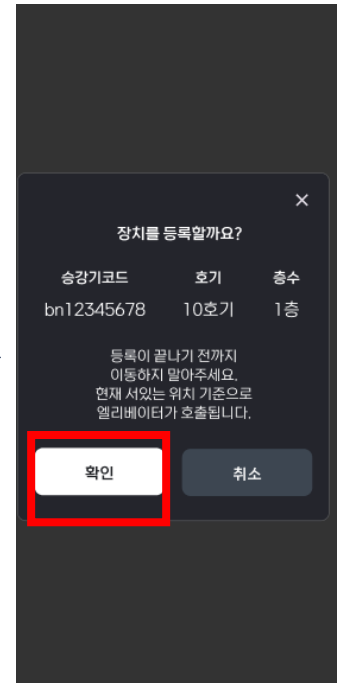 ×
장치를 등록할까요?
승강기코드 호기 층수
bn12345678 10호기 1층
등록이 끝나기 전까지
이동하지 말아주세요.
현재 서있는 위치 기준으로
엘리베이터가 호출됩니다.
확인 취소